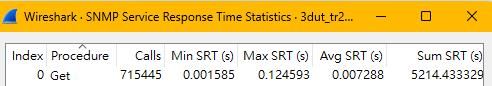 Wireshark · SNMP Service Response Time Statistics · 3dut_tr2...
Index Procedure Calls Min SRT (s) Max SRT (s) Avg SRT (s) Sum SRT (s)
0 Get 715445 0.001585 0.124593 0.007288 5214.433329